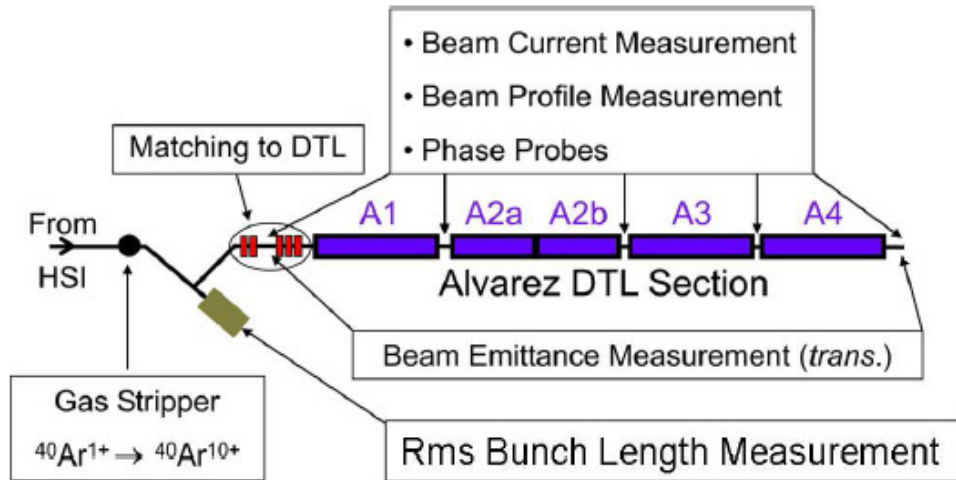 • Beam Current Measurement
• Beam Profile Measurement
• Phase Probes
Matching to DTL
From
HSI
A1
A2a
A2b
A3
A4
Alvarez DTL Section
Beam Emittance Measurement (trans.)
Gas Stripper
⁴⁰Ar¹⁺ → ⁴⁰Ar¹⁰⁺
Rms Bunch Length Measurement